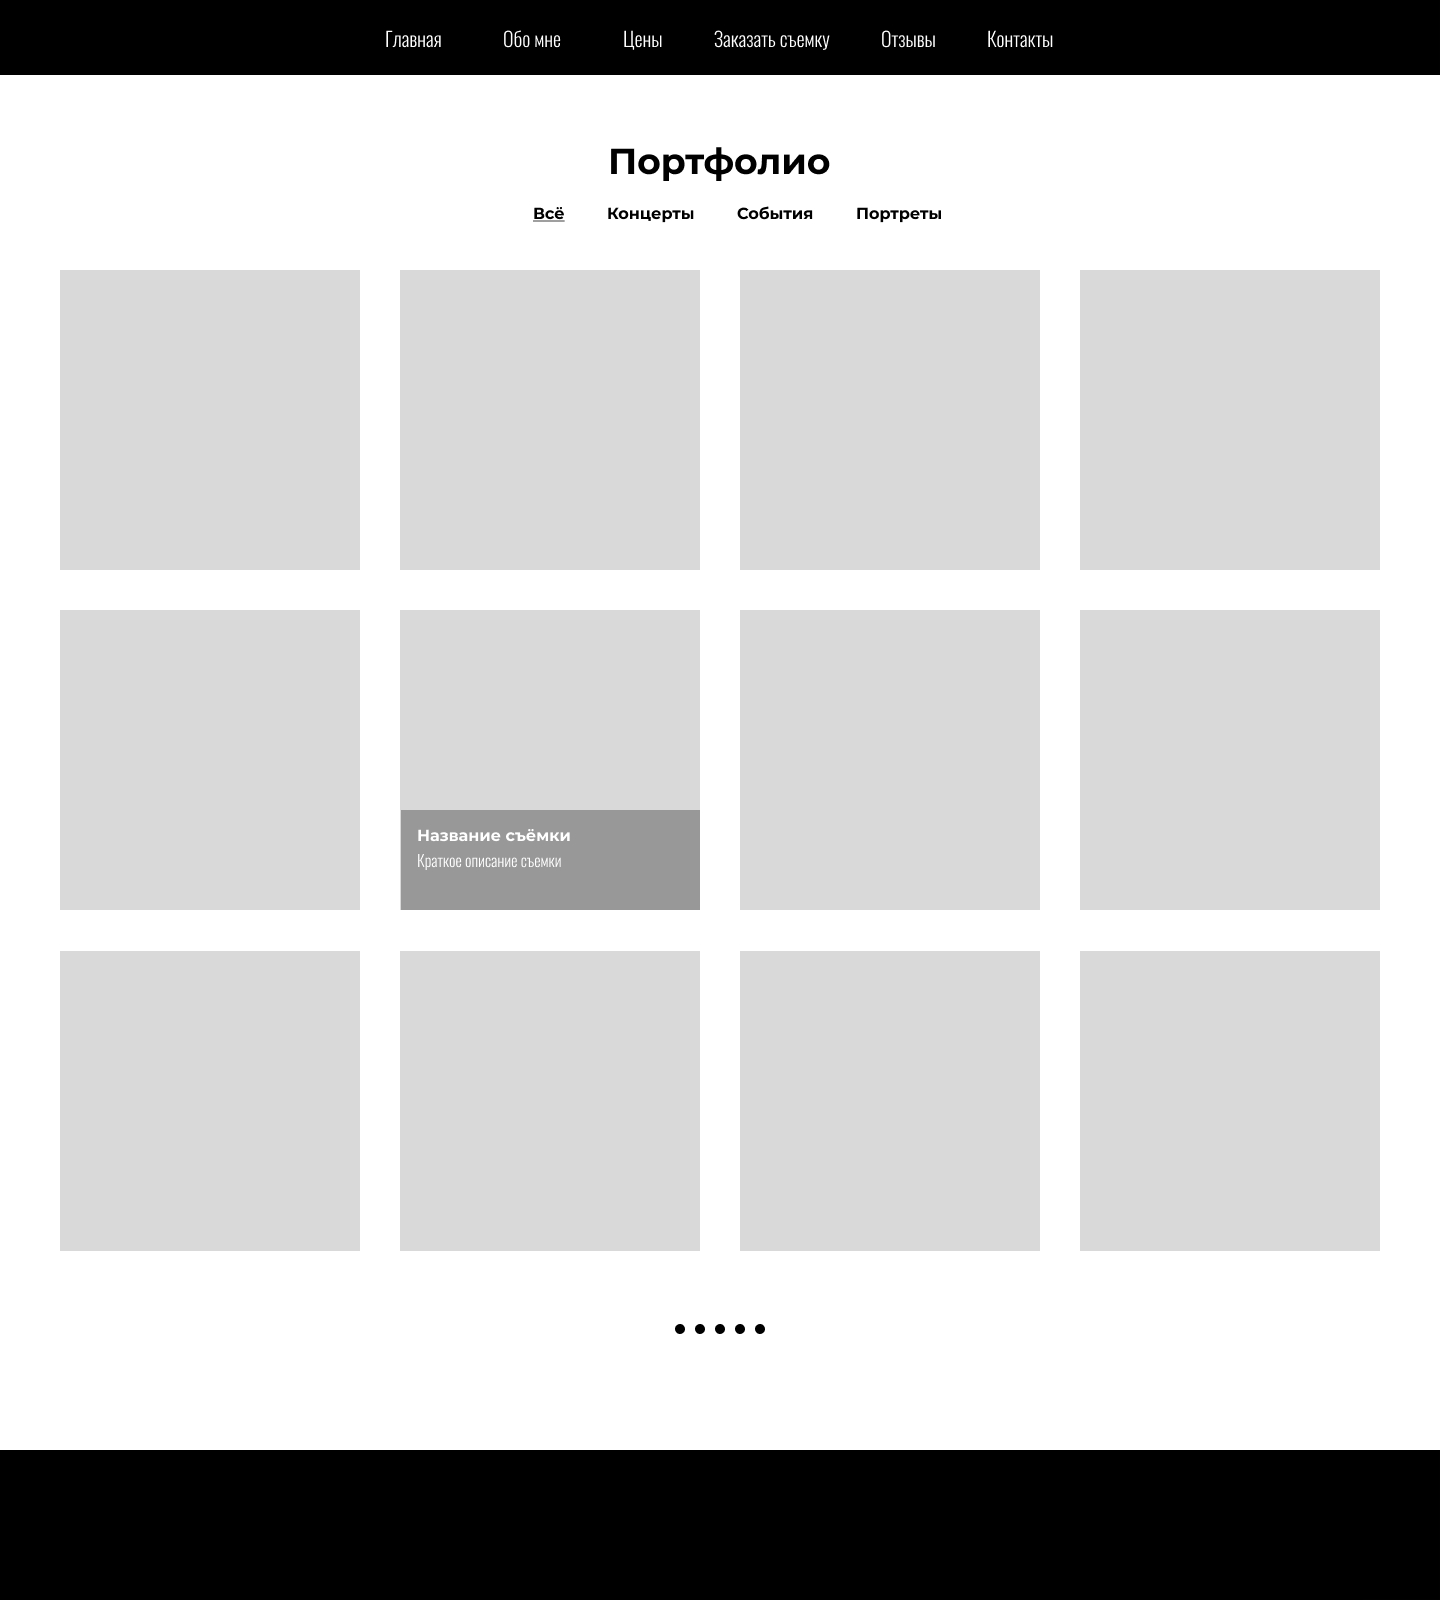 Главная Обо мне Цены Заказать съемку Отзывы Контакты
Портфолио
Всё Концерты События Портреты
Название съёмки
Краткое описание съемки